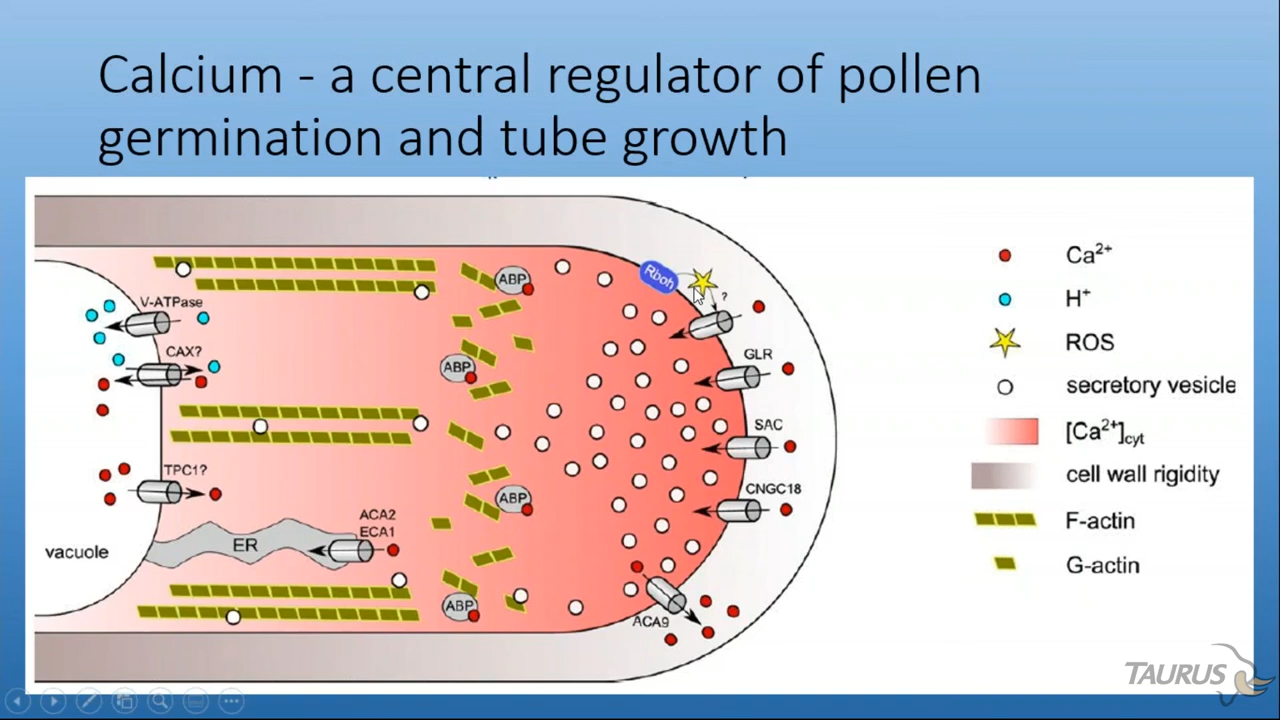 Calcium - a central regulator of pollen
germination and tube growth
Rboh
?
ABP
V-ATPase
CAX?
GLR
ABP
SAC
TPC1?
CNGC18
ABP
ACA2
ECA1
ER
vacuole
ABP
ACA9
Ca2+
H+
ROS
secretory vesicle
[Ca2+]cyt
cell wall rigidity
F-actin
G-actin
TAURUS